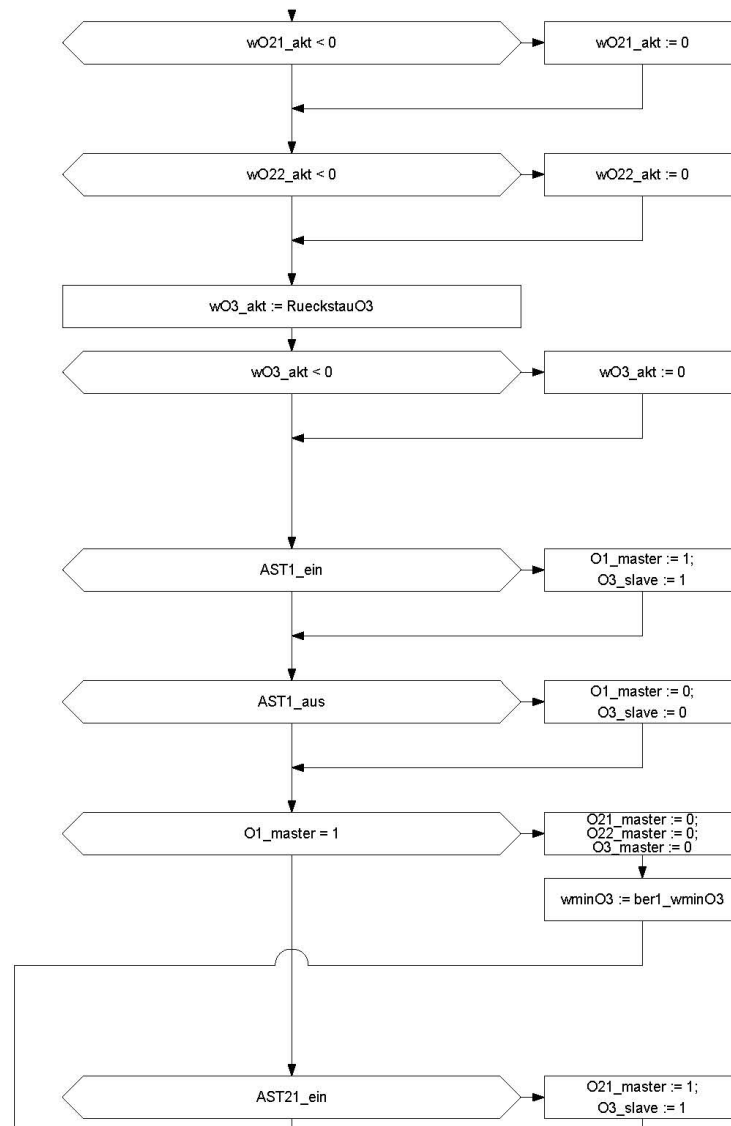 wO21_akt < 0
wO21_akt := 0
wO22_akt < 0
wO22_akt := 0
wO3_akt := RueckstauO3
wO3_akt < 0
wO3_akt := 0
AST1_ein
O1_master := 1;
O3_slave := 1
AST1_aus
O1_master := 0;
O3_slave := 0
O1_master = 1
O21_master := 0;
O22_master := 0;
O3_master := 0
wminO3 := ber1_wminO3
AST21_ein
O21_master := 1;
O3_slave := 1